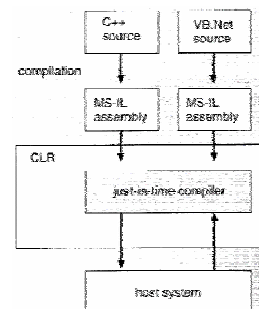 C++
source
VB.Net
source
compilation
MS-IL
assembly
MS-IL
assembly
CLR
just-in-time compiler
host system